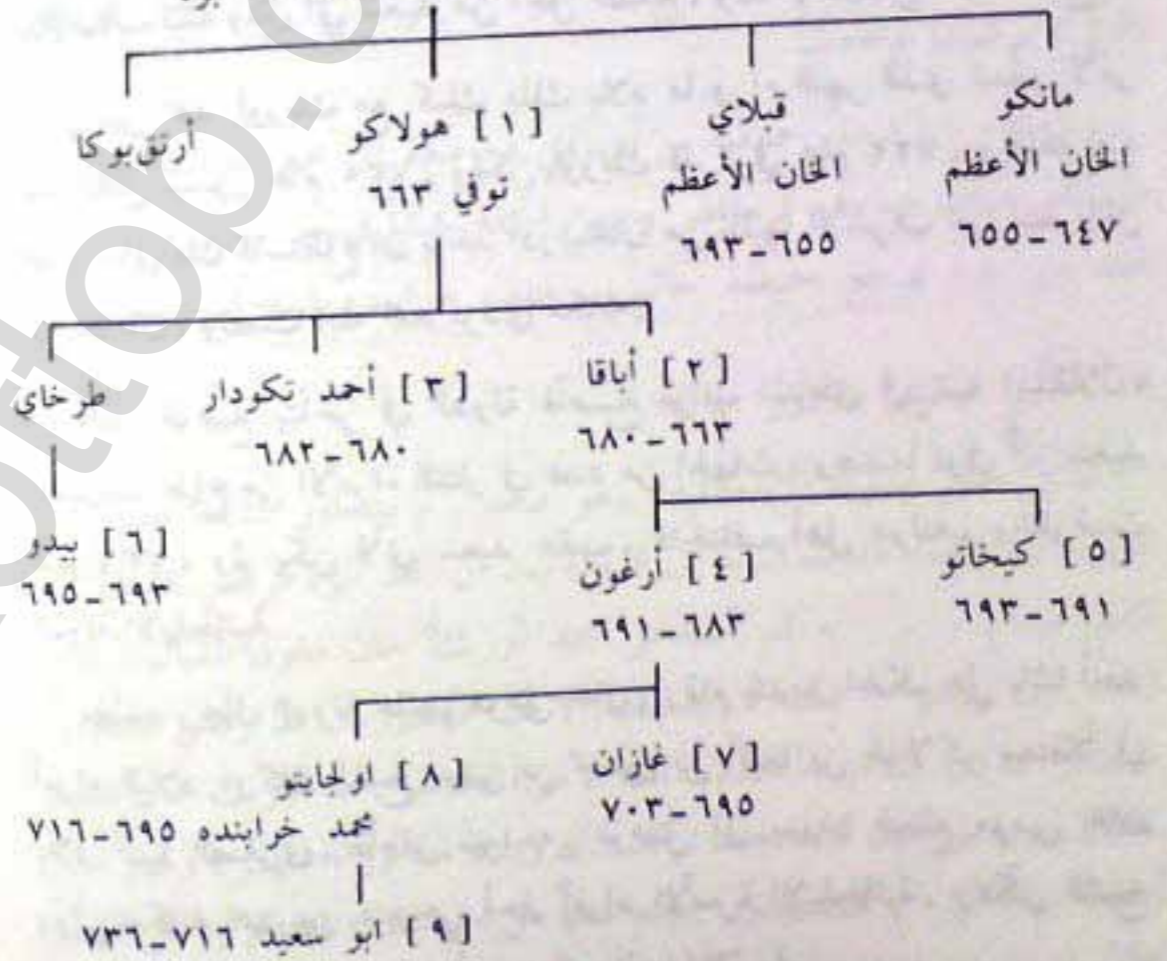 مانكو
الخان الأعظم
٦٤٧-٦٥٥
قبلاي
الخان الأعظم
٦٥٥-٦٩٣
[ ١ ] هولاكو
توفي ٦٦٣
أرتق بوكا
[ ٢ ] أباقا
٦٦٣-٦٨٠
[ ٣ ] أحمد تكودار
٦٨٠-٦٨٢
طرخاي
[ ٥ ] كيخاتو
٦٩١-٦٩٣
[ ٤ ] أرغون
٦٨٣-٦٩١
[ ٦ ] بيدو
٦٩٣-٦٩٥
[ ٧ ] غازان
٦٩٥-٧٠٣
[ ٨ ] اولجايتو
محمد خرابنده ٦٩٥-٧١٦
[ ٩ ] ابو سعيد ٧١٦-٧٣٦